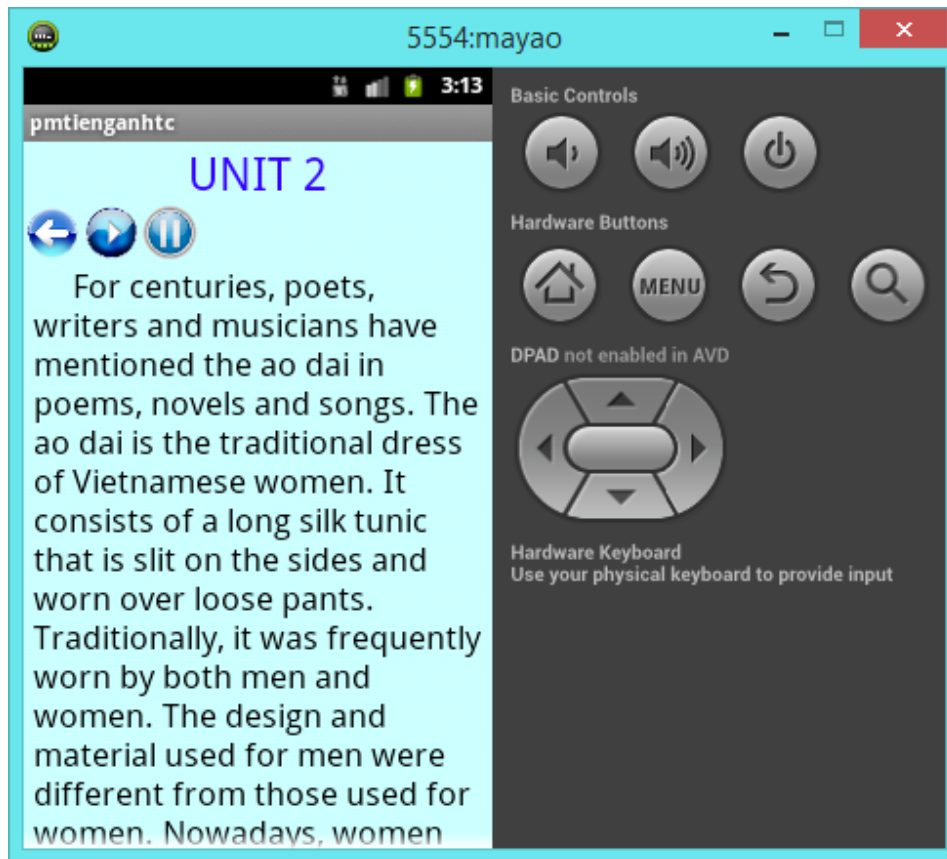 5554:mayao
3:13
pmtienganhtc
UNIT 2
For centuries, poets,
writers and musicians have
mentioned the ao dai in
poems, novels and songs. The
ao dai is the traditional dress
of Vietnamese women. It
consists of a long silk tunic
that is slit on the sides and
worn over loose pants.
Traditionally, it was frequently
worn by both men and
women. The design and
material used for men were
different from those used for
women. Nowadays, women
Basic Controls
Hardware Buttons
MENU
DPAD not enabled in AVD
Hardware Keyboard
Use your physical keyboard to provide input